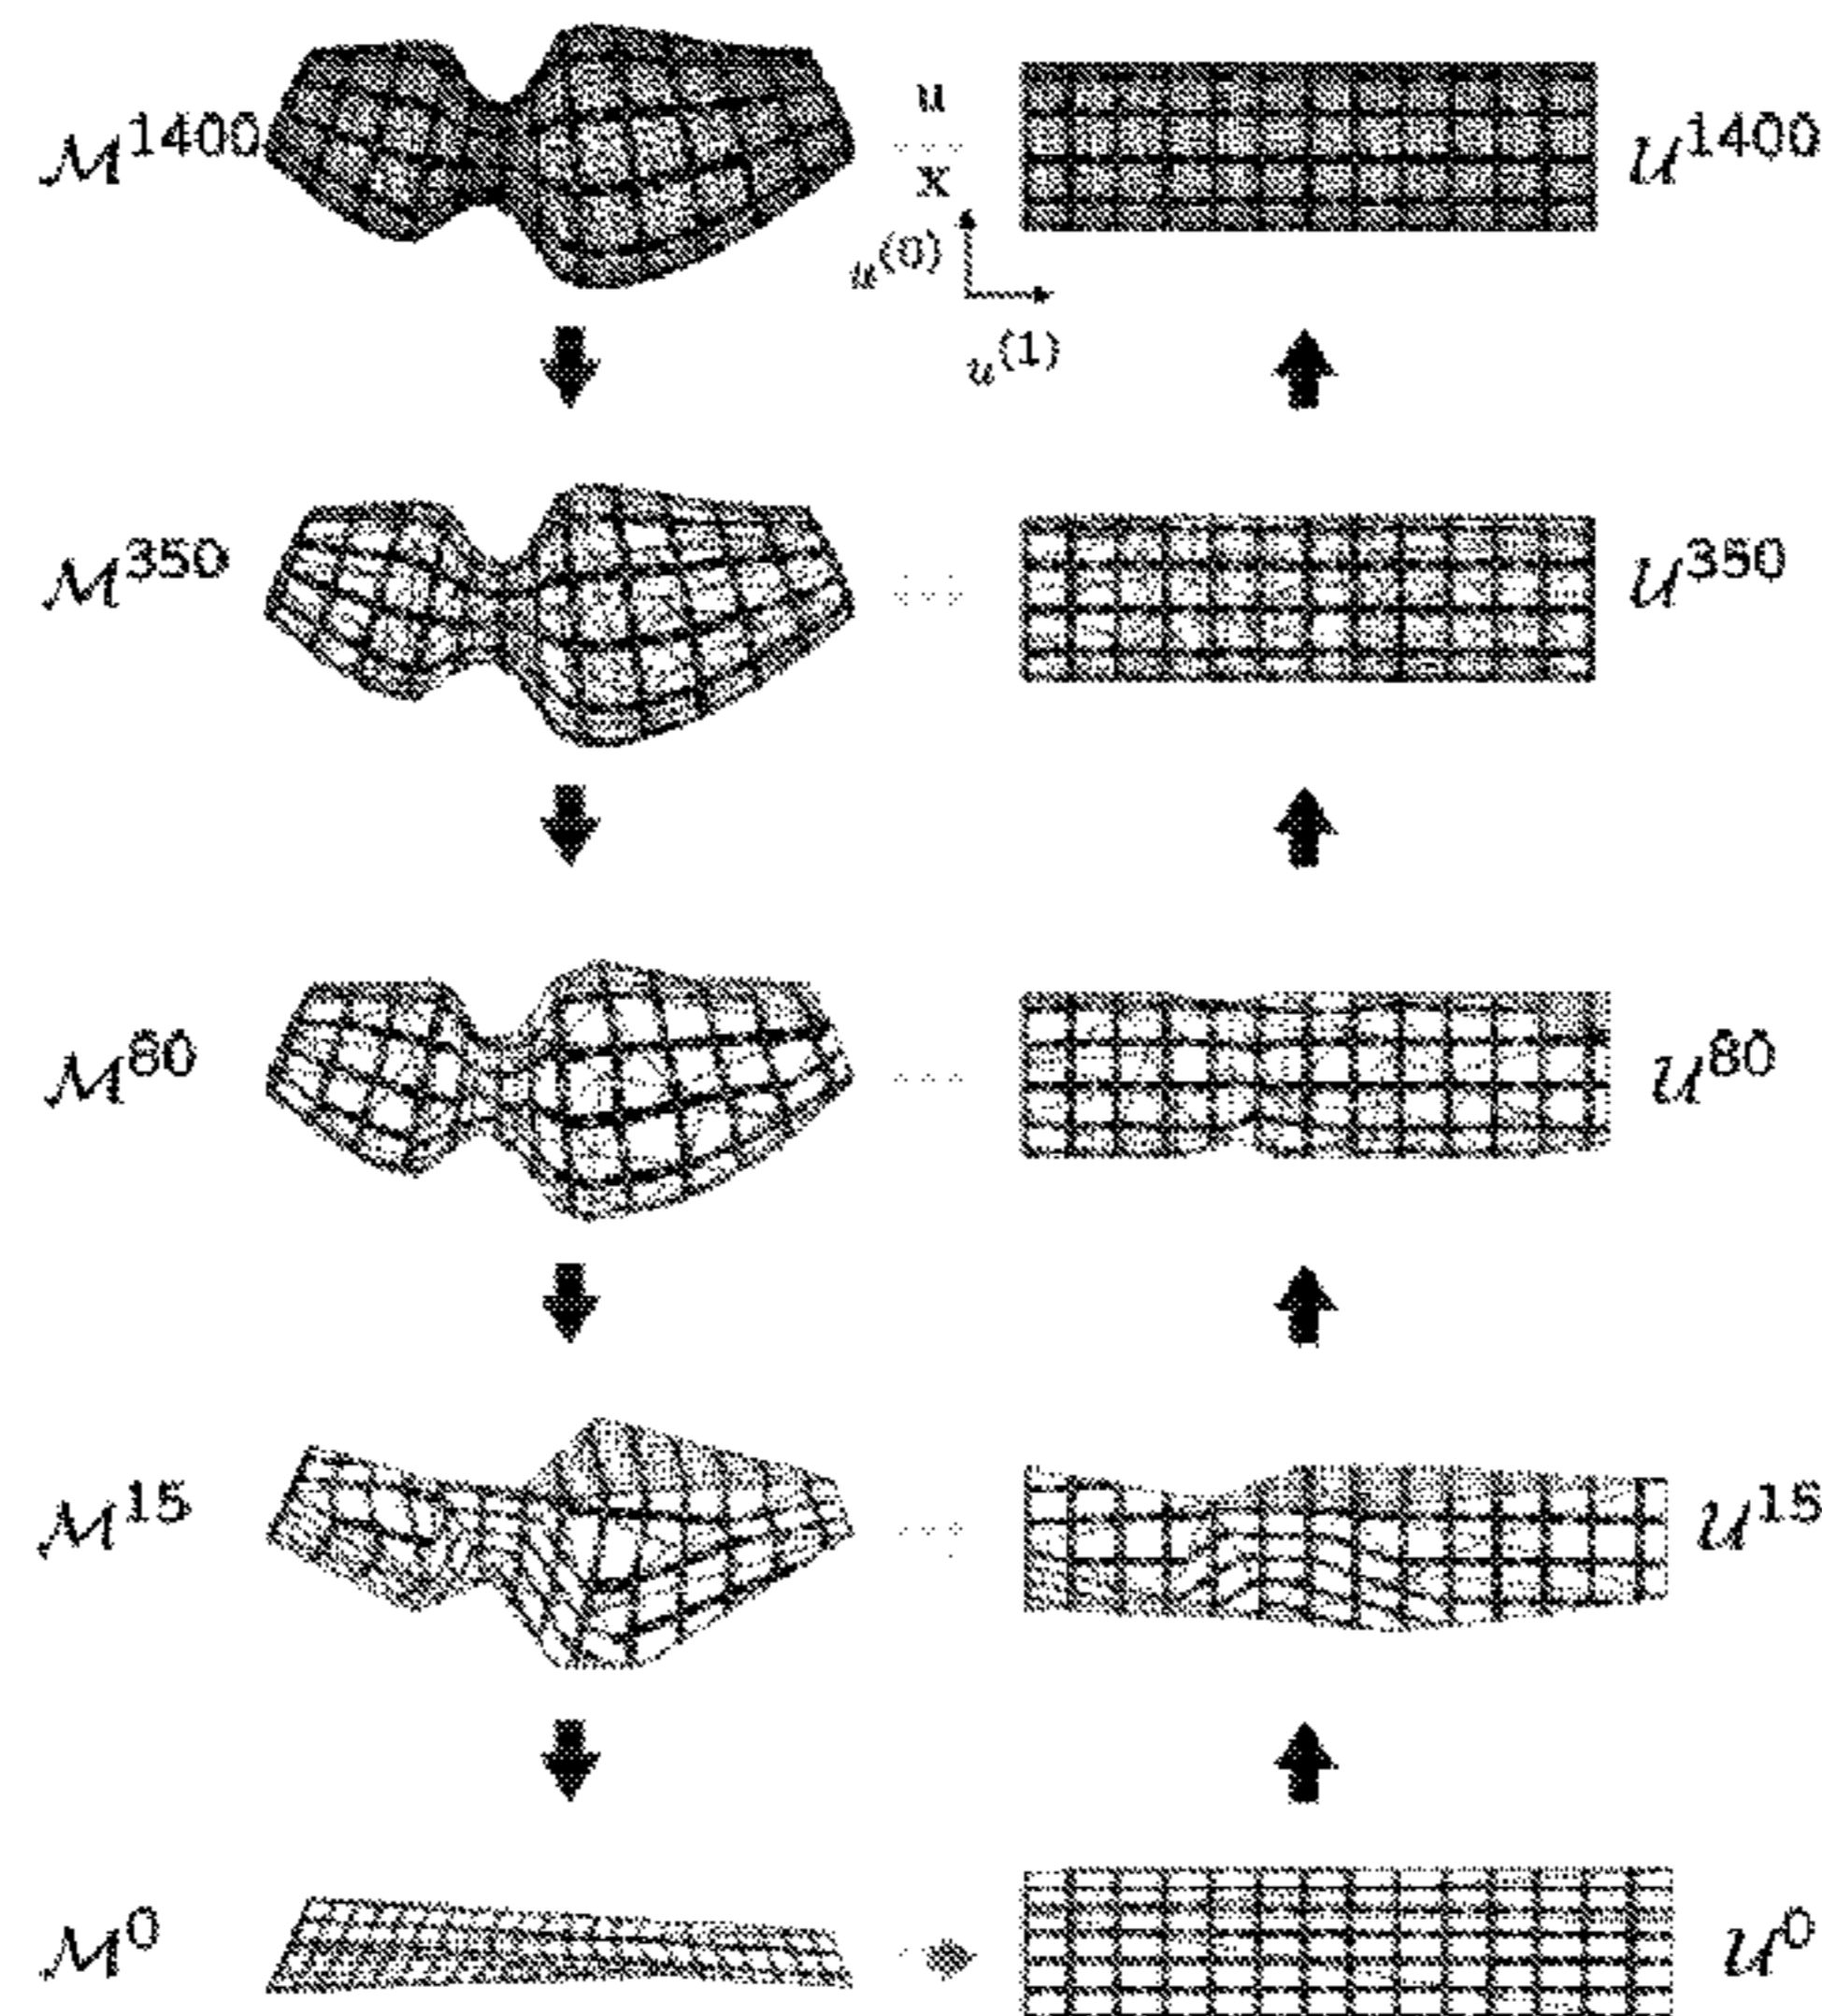 ℳ¹⁴⁰⁰
u
x
𝒰¹⁴⁰⁰
u⁽⁰⁾
u⁽¹⁾
ℳ³⁵⁰
𝒰³⁵⁰
ℳ⁸⁰
𝒰⁸⁰
ℳ¹⁵
𝒰¹⁵
ℳ⁰
𝒰⁰